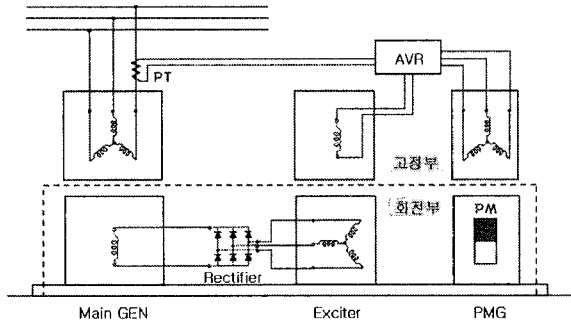 AVR
PT
고정부
회전부
PM
Rectifier
Main GEN
Exciter
PMG